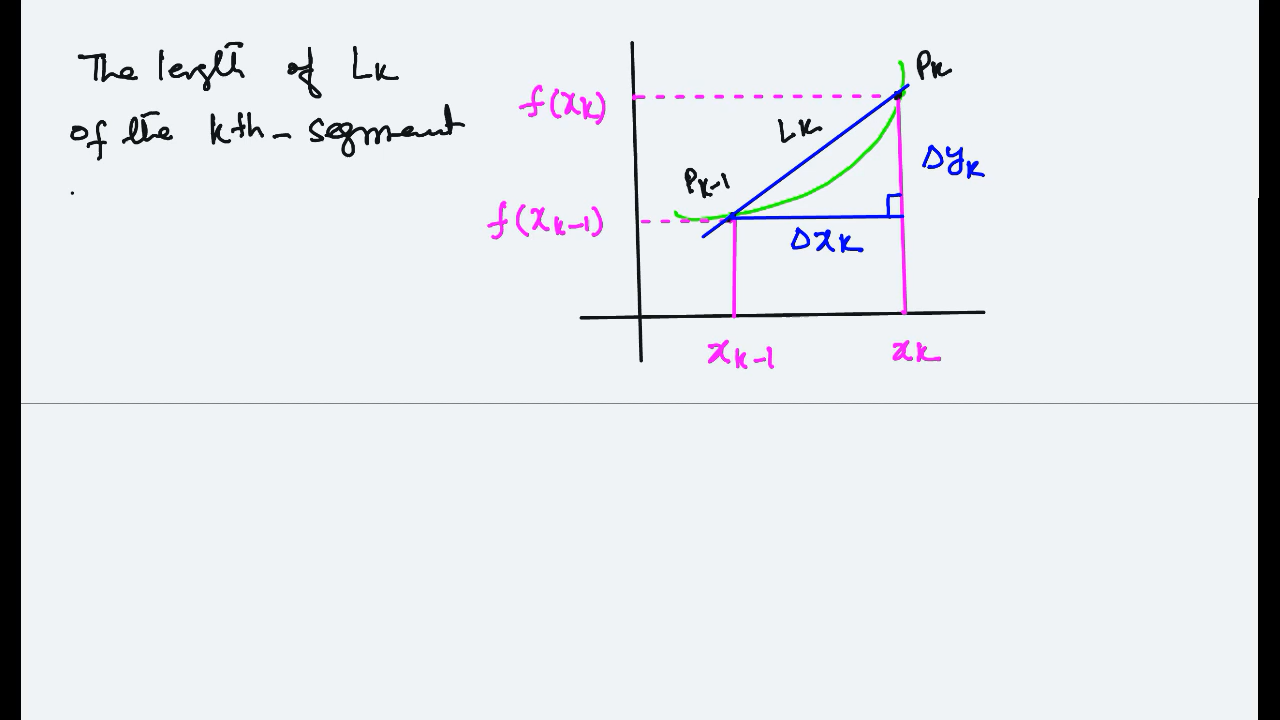 The length of Lk
of the kth-segment
Pk
f(xk)
Lk
Δyk
Pk-1
f(xk-1)
Δxk
xk-1
xk